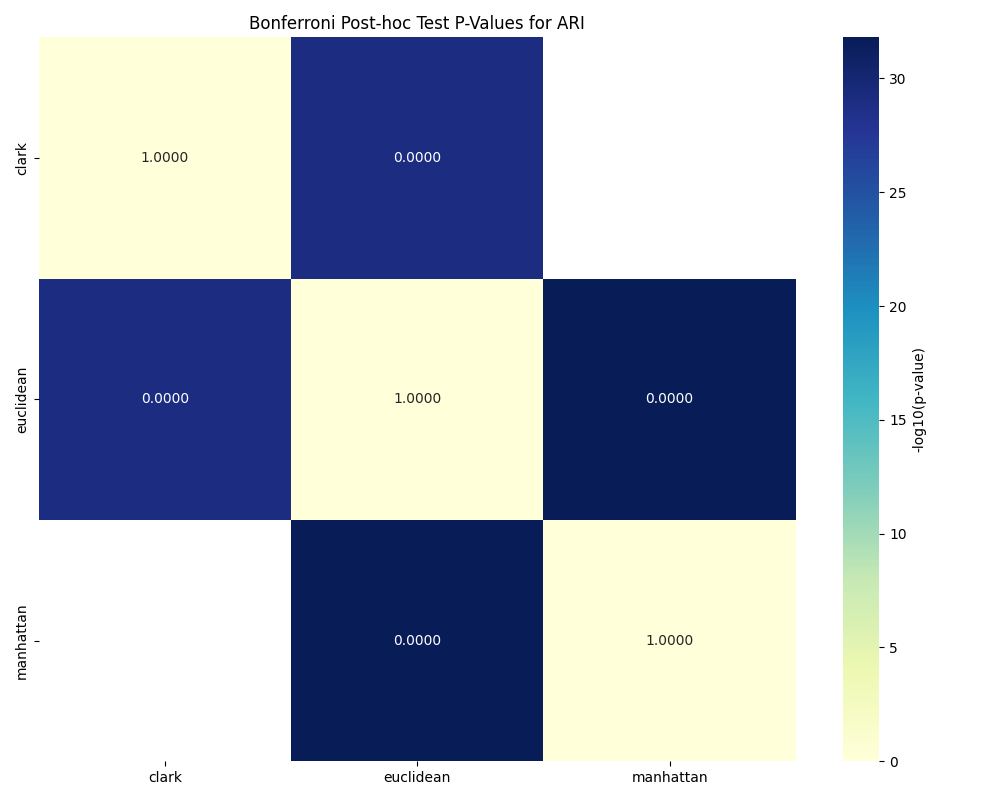 Bonferroni Post-hoc Test P-Values for ARI
clark
1.0000
0.0000
euclidean
0.0000
1.0000
0.0000
manhattan
0.0000
1.0000
clark
euclidean
manhattan
30
25
20
15
10
5
0
-log10(p-value)